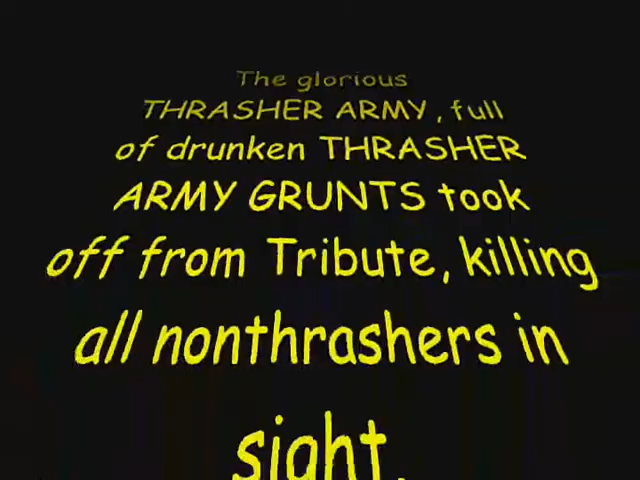 The glorious
THRASHER ARMY, full
of drunken THRASHER
ARMY GRUNTS took
off from Tribute, killing
all nonthrashers in
sight.